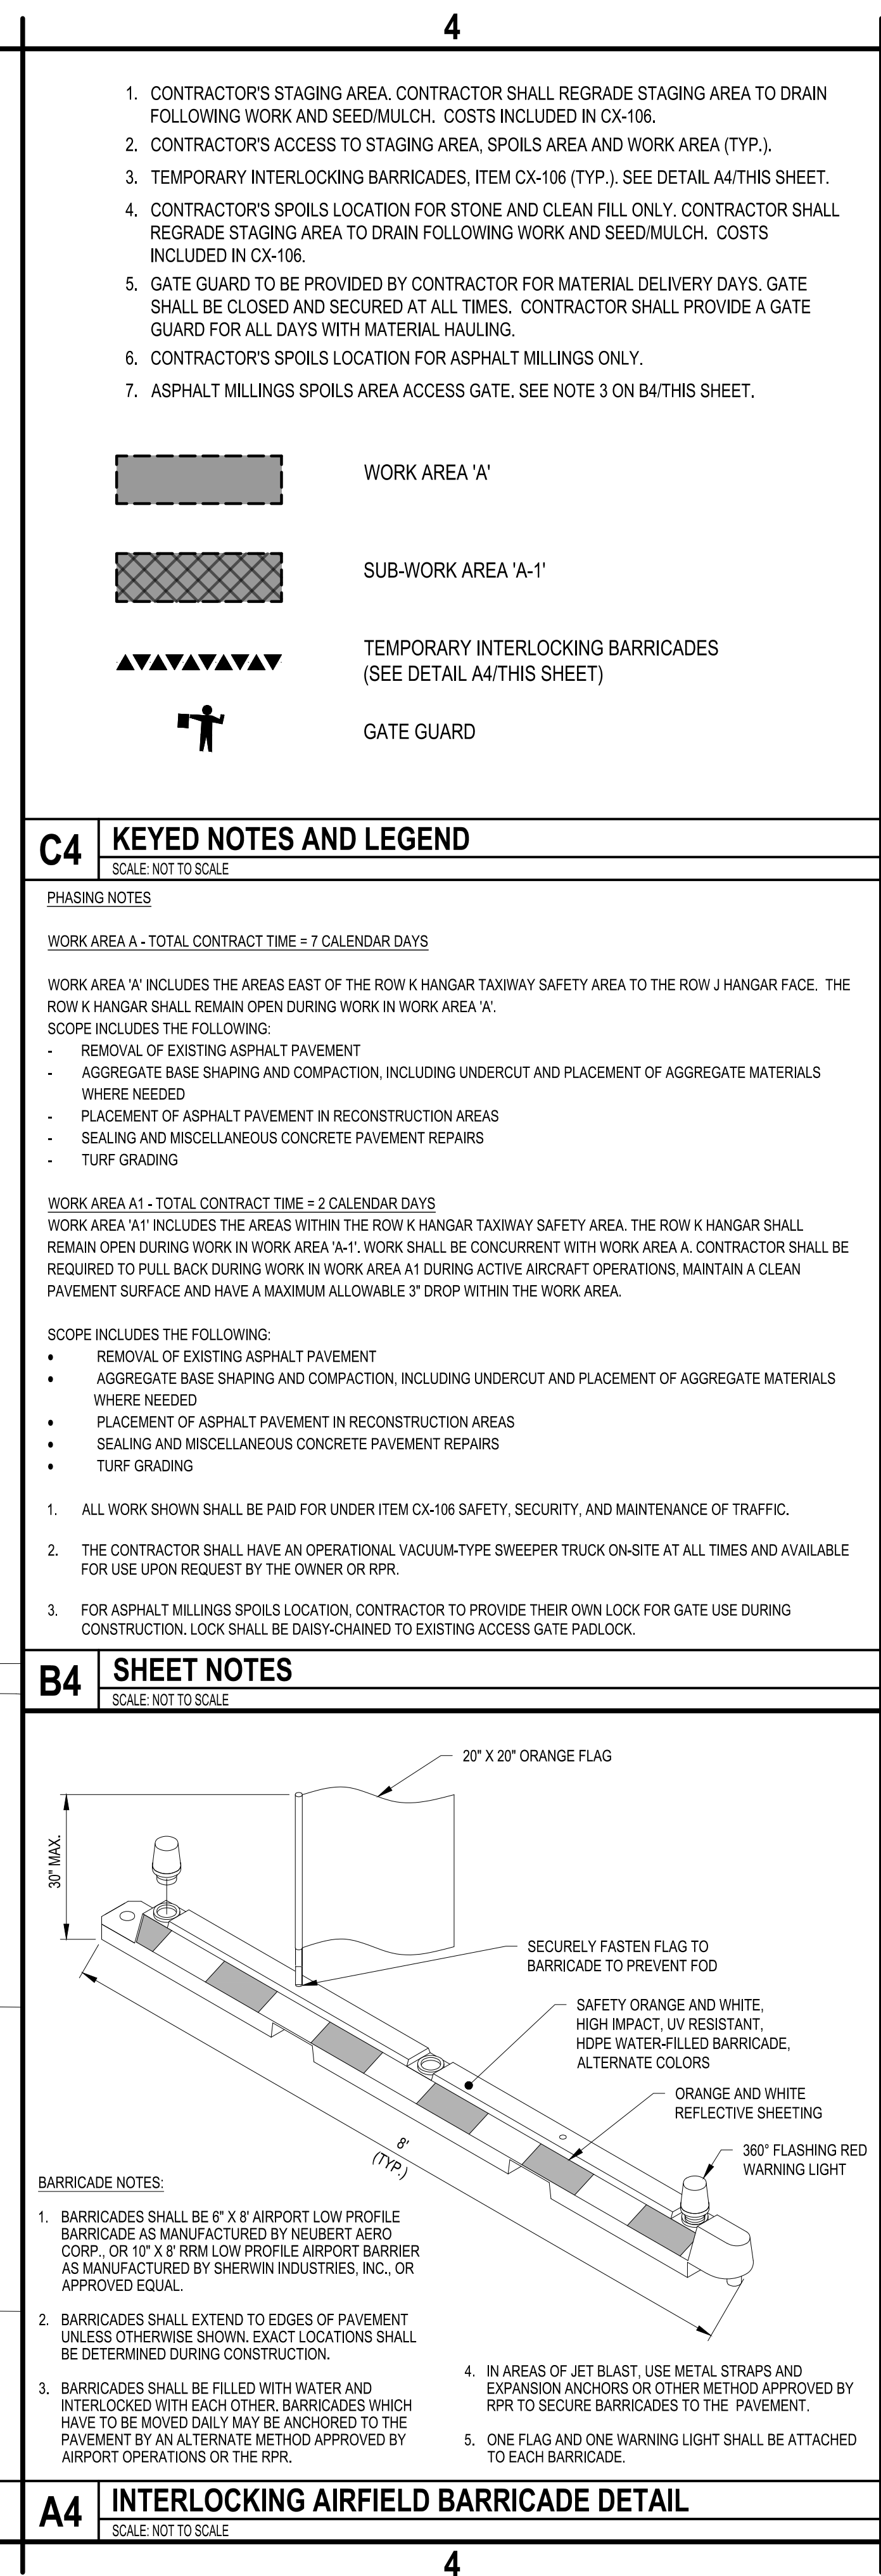 4
1. CONTRACTOR'S STAGING AREA. CONTRACTOR SHALL REGRADE STAGING AREA TO DRAIN
FOLLOWING WORK AND SEED/MULCH. COSTS INCLUDED IN CX-106.
2. CONTRACTOR'S ACCESS TO STAGING AREA, SPOILS AREA AND WORK AREA (TYP.).
3. TEMPORARY INTERLOCKING BARRICADES, ITEM CX-106 (TYP.). SEE DETAIL A4/THIS SHEET.
4. CONTRACTOR'S SPOILS LOCATION FOR STONE AND CLEAN FILL ONLY. CONTRACTOR SHALL
REGRADE STAGING AREA TO DRAIN FOLLOWING WORK AND SEED/MULCH. COSTS
INCLUDED IN CX-106.
5. GATE GUARD TO BE PROVIDED BY CONTRACTOR FOR MATERIAL DELIVERY DAYS. GATE
SHALL BE CLOSED AND SECURED AT ALL TIMES. CONTRACTOR SHALL PROVIDE A GATE
GUARD FOR ALL DAYS WITH MATERIAL HAULING.
6. CONTRACTOR'S SPOILS LOCATION FOR ASPHALT MILLINGS ONLY.
7. ASPHALT MILLINGS SPOILS AREA ACCESS GATE. SEE NOTE 3 ON B4/THIS SHEET.
WORK AREA 'A'
SUB-WORK AREA 'A-1'
TEMPORARY INTERLOCKING BARRICADES
(SEE DETAIL A4/THIS SHEET)
GATE GUARD
C4 KEYED NOTES AND LEGEND
SCALE: NOT TO SCALE
PHASING NOTES
WORK AREA A - TOTAL CONTRACT TIME = 7 CALENDAR DAYS
WORK AREA 'A' INCLUDES THE AREAS EAST OF THE ROW K HANGAR TAXIWAY SAFETY AREA TO THE ROW J HANGAR FACE. THE
ROW K HANGAR SHALL REMAIN OPEN DURING WORK IN WORK AREA 'A'.
SCOPE INCLUDES THE FOLLOWING:
- REMOVAL OF EXISTING ASPHALT PAVEMENT
- AGGREGATE BASE SHAPING AND COMPACTION, INCLUDING UNDERCUT AND PLACEMENT OF AGGREGATE MATERIALS
WHERE NEEDED
- PLACEMENT OF ASPHALT PAVEMENT IN RECONSTRUCTION AREAS
- SEALING AND MISCELLANEOUS CONCRETE PAVEMENT REPAIRS
- TURF GRADING
WORK AREA A1 - TOTAL CONTRACT TIME = 2 CALENDAR DAYS
WORK AREA 'A1' INCLUDES THE AREAS WITHIN THE ROW K HANGAR TAXIWAY SAFETY AREA. THE ROW K HANGAR SHALL
REMAIN OPEN DURING WORK IN WORK AREA 'A-1'. WORK SHALL BE CONCURRENT WITH WORK AREA A. CONTRACTOR SHALL BE
REQUIRED TO PULL BACK DURING WORK IN WORK AREA A1 DURING ACTIVE AIRCRAFT OPERATIONS, MAINTAIN A CLEAN
PAVEMENT SURFACE AND HAVE A MAXIMUM ALLOWABLE 3" DROP WITHIN THE WORK AREA.
SCOPE INCLUDES THE FOLLOWING:
• REMOVAL OF EXISTING ASPHALT PAVEMENT
• AGGREGATE BASE SHAPING AND COMPACTION, INCLUDING UNDERCUT AND PLACEMENT OF AGGREGATE MATERIALS
WHERE NEEDED
• PLACEMENT OF ASPHALT PAVEMENT IN RECONSTRUCTION AREAS
• SEALING AND MISCELLANEOUS CONCRETE PAVEMENT REPAIRS
• TURF GRADING
1. ALL WORK SHOWN SHALL BE PAID FOR UNDER ITEM CX-106 SAFETY, SECURITY, AND MAINTENANCE OF TRAFFIC.
2. THE CONTRACTOR SHALL HAVE AN OPERATIONAL VACUUM-TYPE SWEEPER TRUCK ON-SITE AT ALL TIMES AND AVAILABLE
FOR USE UPON REQUEST BY THE OWNER OR RPR.
3. FOR ASPHALT MILLINGS SPOILS LOCATION, CONTRACTOR TO PROVIDE THEIR OWN LOCK FOR GATE USE DURING
CONSTRUCTION. LOCK SHALL BE DAISY-CHAINED TO EXISTING ACCESS GATE PADLOCK.
B4 SHEET NOTES
SCALE: NOT TO SCALE
20" X 20" ORANGE FLAG
30" MAX.
SECURELY FASTEN FLAG TO
BARRICADE TO PREVENT FOD
SAFETY ORANGE AND WHITE,
HIGH IMPACT, UV RESISTANT,
HDPE WATER-FILLED BARRICADE,
ALTERNATE COLORS
ORANGE AND WHITE
REFLECTIVE SHEETING
8'
(TYP.)
360° FLASHING RED
WARNING LIGHT
BARRICADE NOTES:
1. BARRICADES SHALL BE 6" X 8' AIRPORT LOW PROFILE
BARRICADE AS MANUFACTURED BY NEUBERT AERO
CORP., OR 10" X 8' RRM LOW PROFILE AIRPORT BARRIER
AS MANUFACTURED BY SHERWIN INDUSTRIES, INC., OR
APPROVED EQUAL.
2. BARRICADES SHALL EXTEND TO EDGES OF PAVEMENT
UNLESS OTHERWISE SHOWN. EXACT LOCATIONS SHALL
BE DETERMINED DURING CONSTRUCTION.
3. BARRICADES SHALL BE FILLED WITH WATER AND
INTERLOCKED WITH EACH OTHER. BARRICADES WHICH
HAVE TO BE MOVED DAILY MAY BE ANCHORED TO THE
PAVEMENT BY AN ALTERNATE METHOD APPROVED BY
AIRPORT OPERATIONS OR THE RPR.
4. IN AREAS OF JET BLAST, USE METAL STRAPS AND
EXPANSION ANCHORS OR OTHER METHOD APPROVED BY
RPR TO SECURE BARRICADES TO THE PAVEMENT.
5. ONE FLAG AND ONE WARNING LIGHT SHALL BE ATTACHED
TO EACH BARRICADE.
A4 INTERLOCKING AIRFIELD BARRICADE DETAIL
SCALE: NOT TO SCALE
4